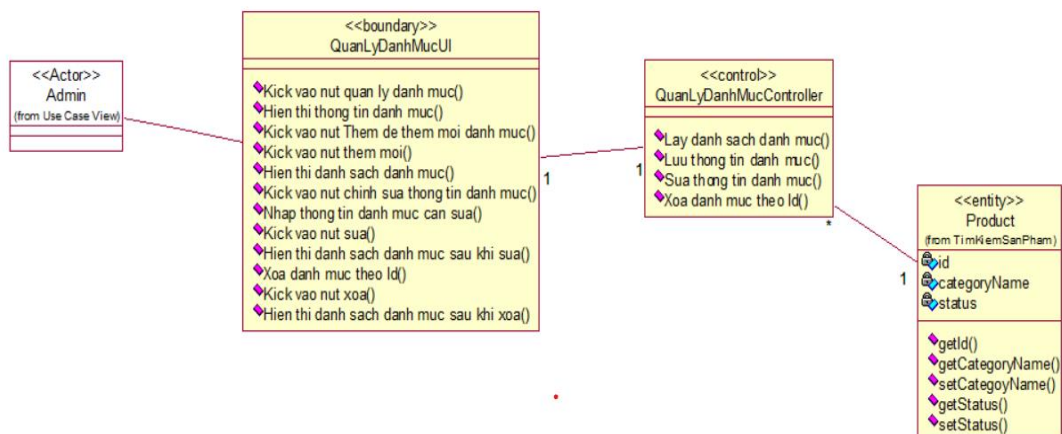 <<Actor>>
Admin
(from Use Case View)
<<boundary>>
QuanLyDanhMucUI
Kick vao nut quan ly danh muc()
Hien thi thong tin danh muc()
Kick vao nut Them de them moi danh muc()
Kick vao nut them moi()
Hien thi danh sach danh muc()
Kick vao nut chinh sua thong tin danh muc()
Nhap thong tin danh muc can sua()
Kick vao nut sua()
Hien thi danh sach danh muc sau khi sua()
Xoa danh muc theo Id()
Kick vao nut xoa()
Hien thi danh sach danh muc sau khi xoa()
1
1
<<control>>
QuanLyDanhMucController
Lay danh sach danh muc()
Luu thong tin danh muc()
Sua thong tin danh muc()
Xoa danh muc theo Id()
*
1
<<entity>>
Product
(from TimKiemSanPham)
id
categoryName
status
getId()
getCategoryName()
setCategoyName()
getStatus()
setStatus()